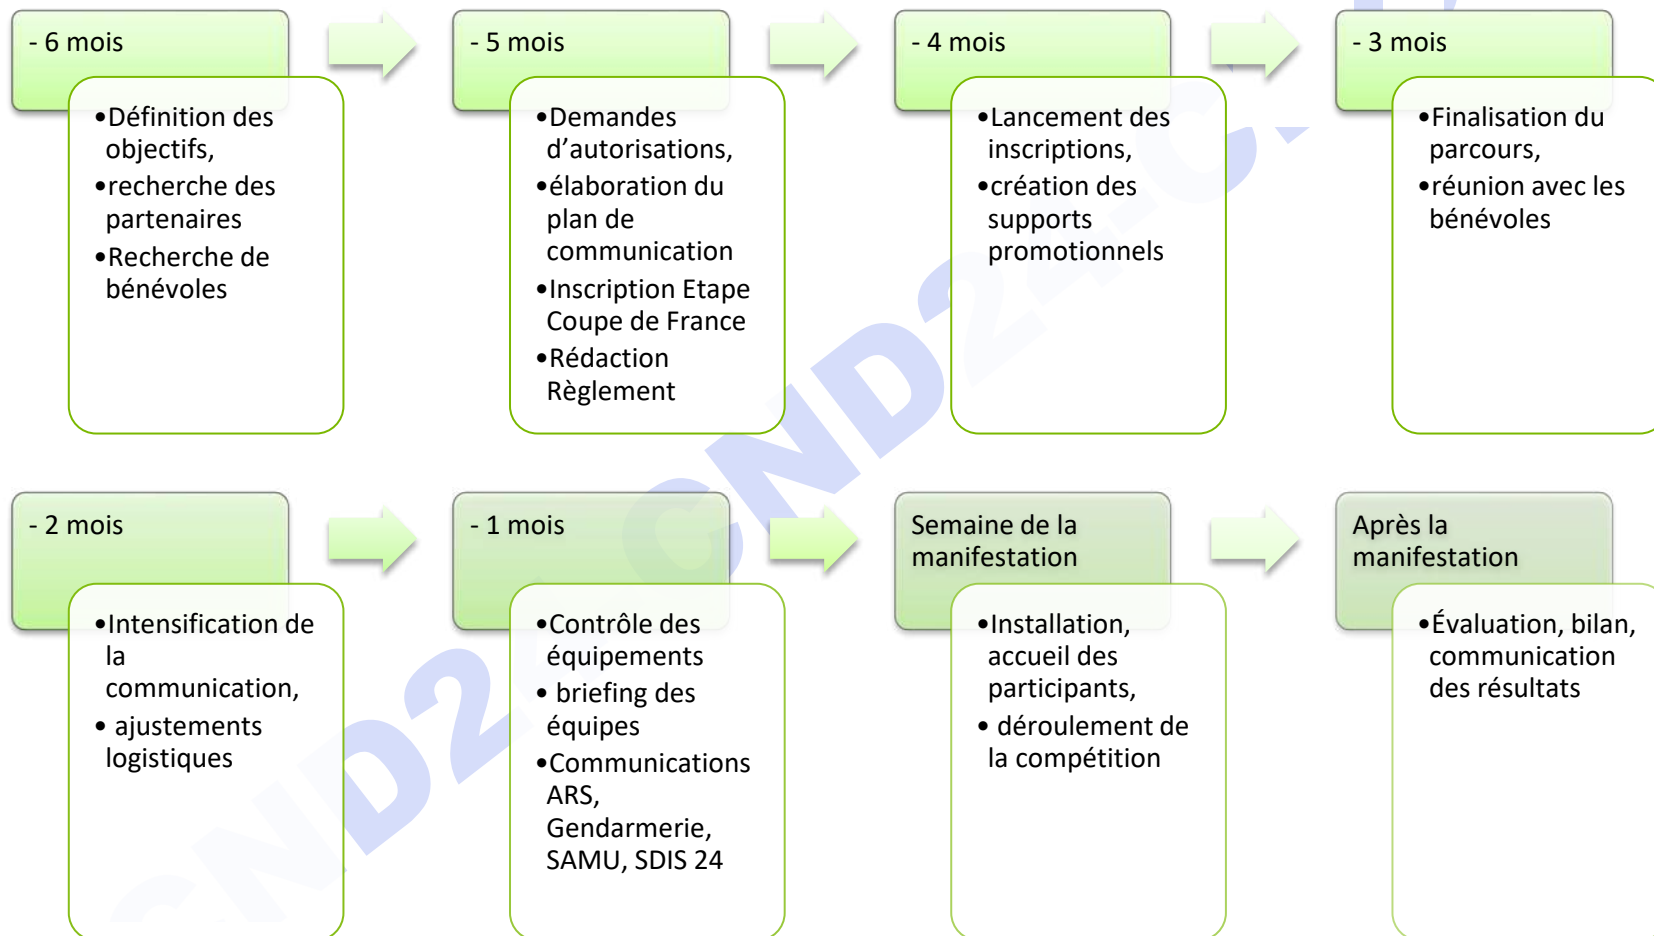 - 6 mois
•Définition des
objectifs,
•recherche des
partenaires
•Recherche de
bénévoles
- 5 mois
•Demandes
d’autorisations,
•élaboration du
plan de
communication
•Inscription Etape
Coupe de France
•Rédaction
Règlement
- 4 mois
•Lancement des
inscriptions,
•création des
supports
promotionnels
- 3 mois
•Finalisation du
parcours,
•réunion avec les
bénévoles
- 2 mois
•Intensification de
la
communication,
• ajustements
logistiques
- 1 mois
•Contrôle des
équipements
• briefing des
équipes
•Communications
ARS,
Gendarmerie,
SAMU, SDIS 24
Semaine de la
manifestation
•Installation,
accueil des
participants,
• déroulement de
la compétition
Après la
manifestation
•Évaluation, bilan,
communication
des résultats
CND24-CND24-C